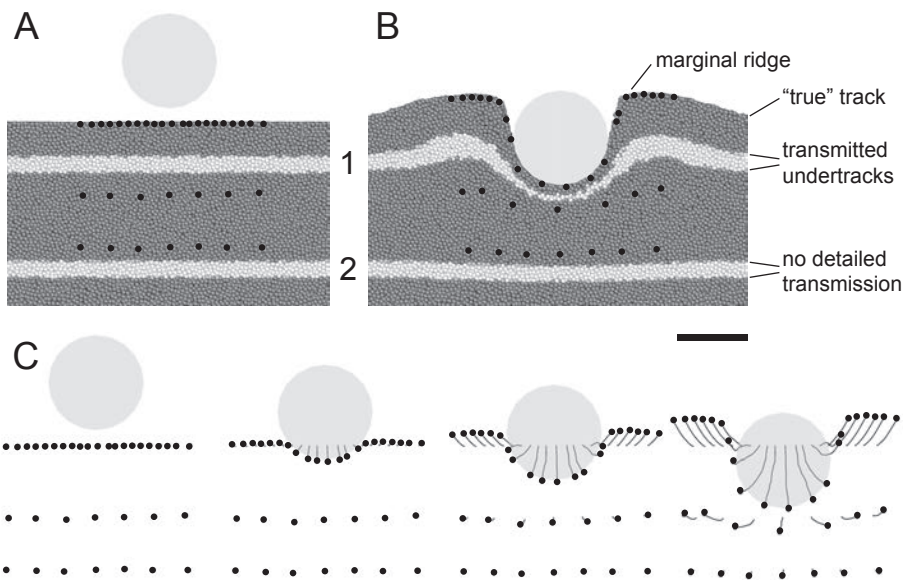 A
B
marginal ridge
“true” track
1
transmitted
undertracks
2
no detailed
transmission
C